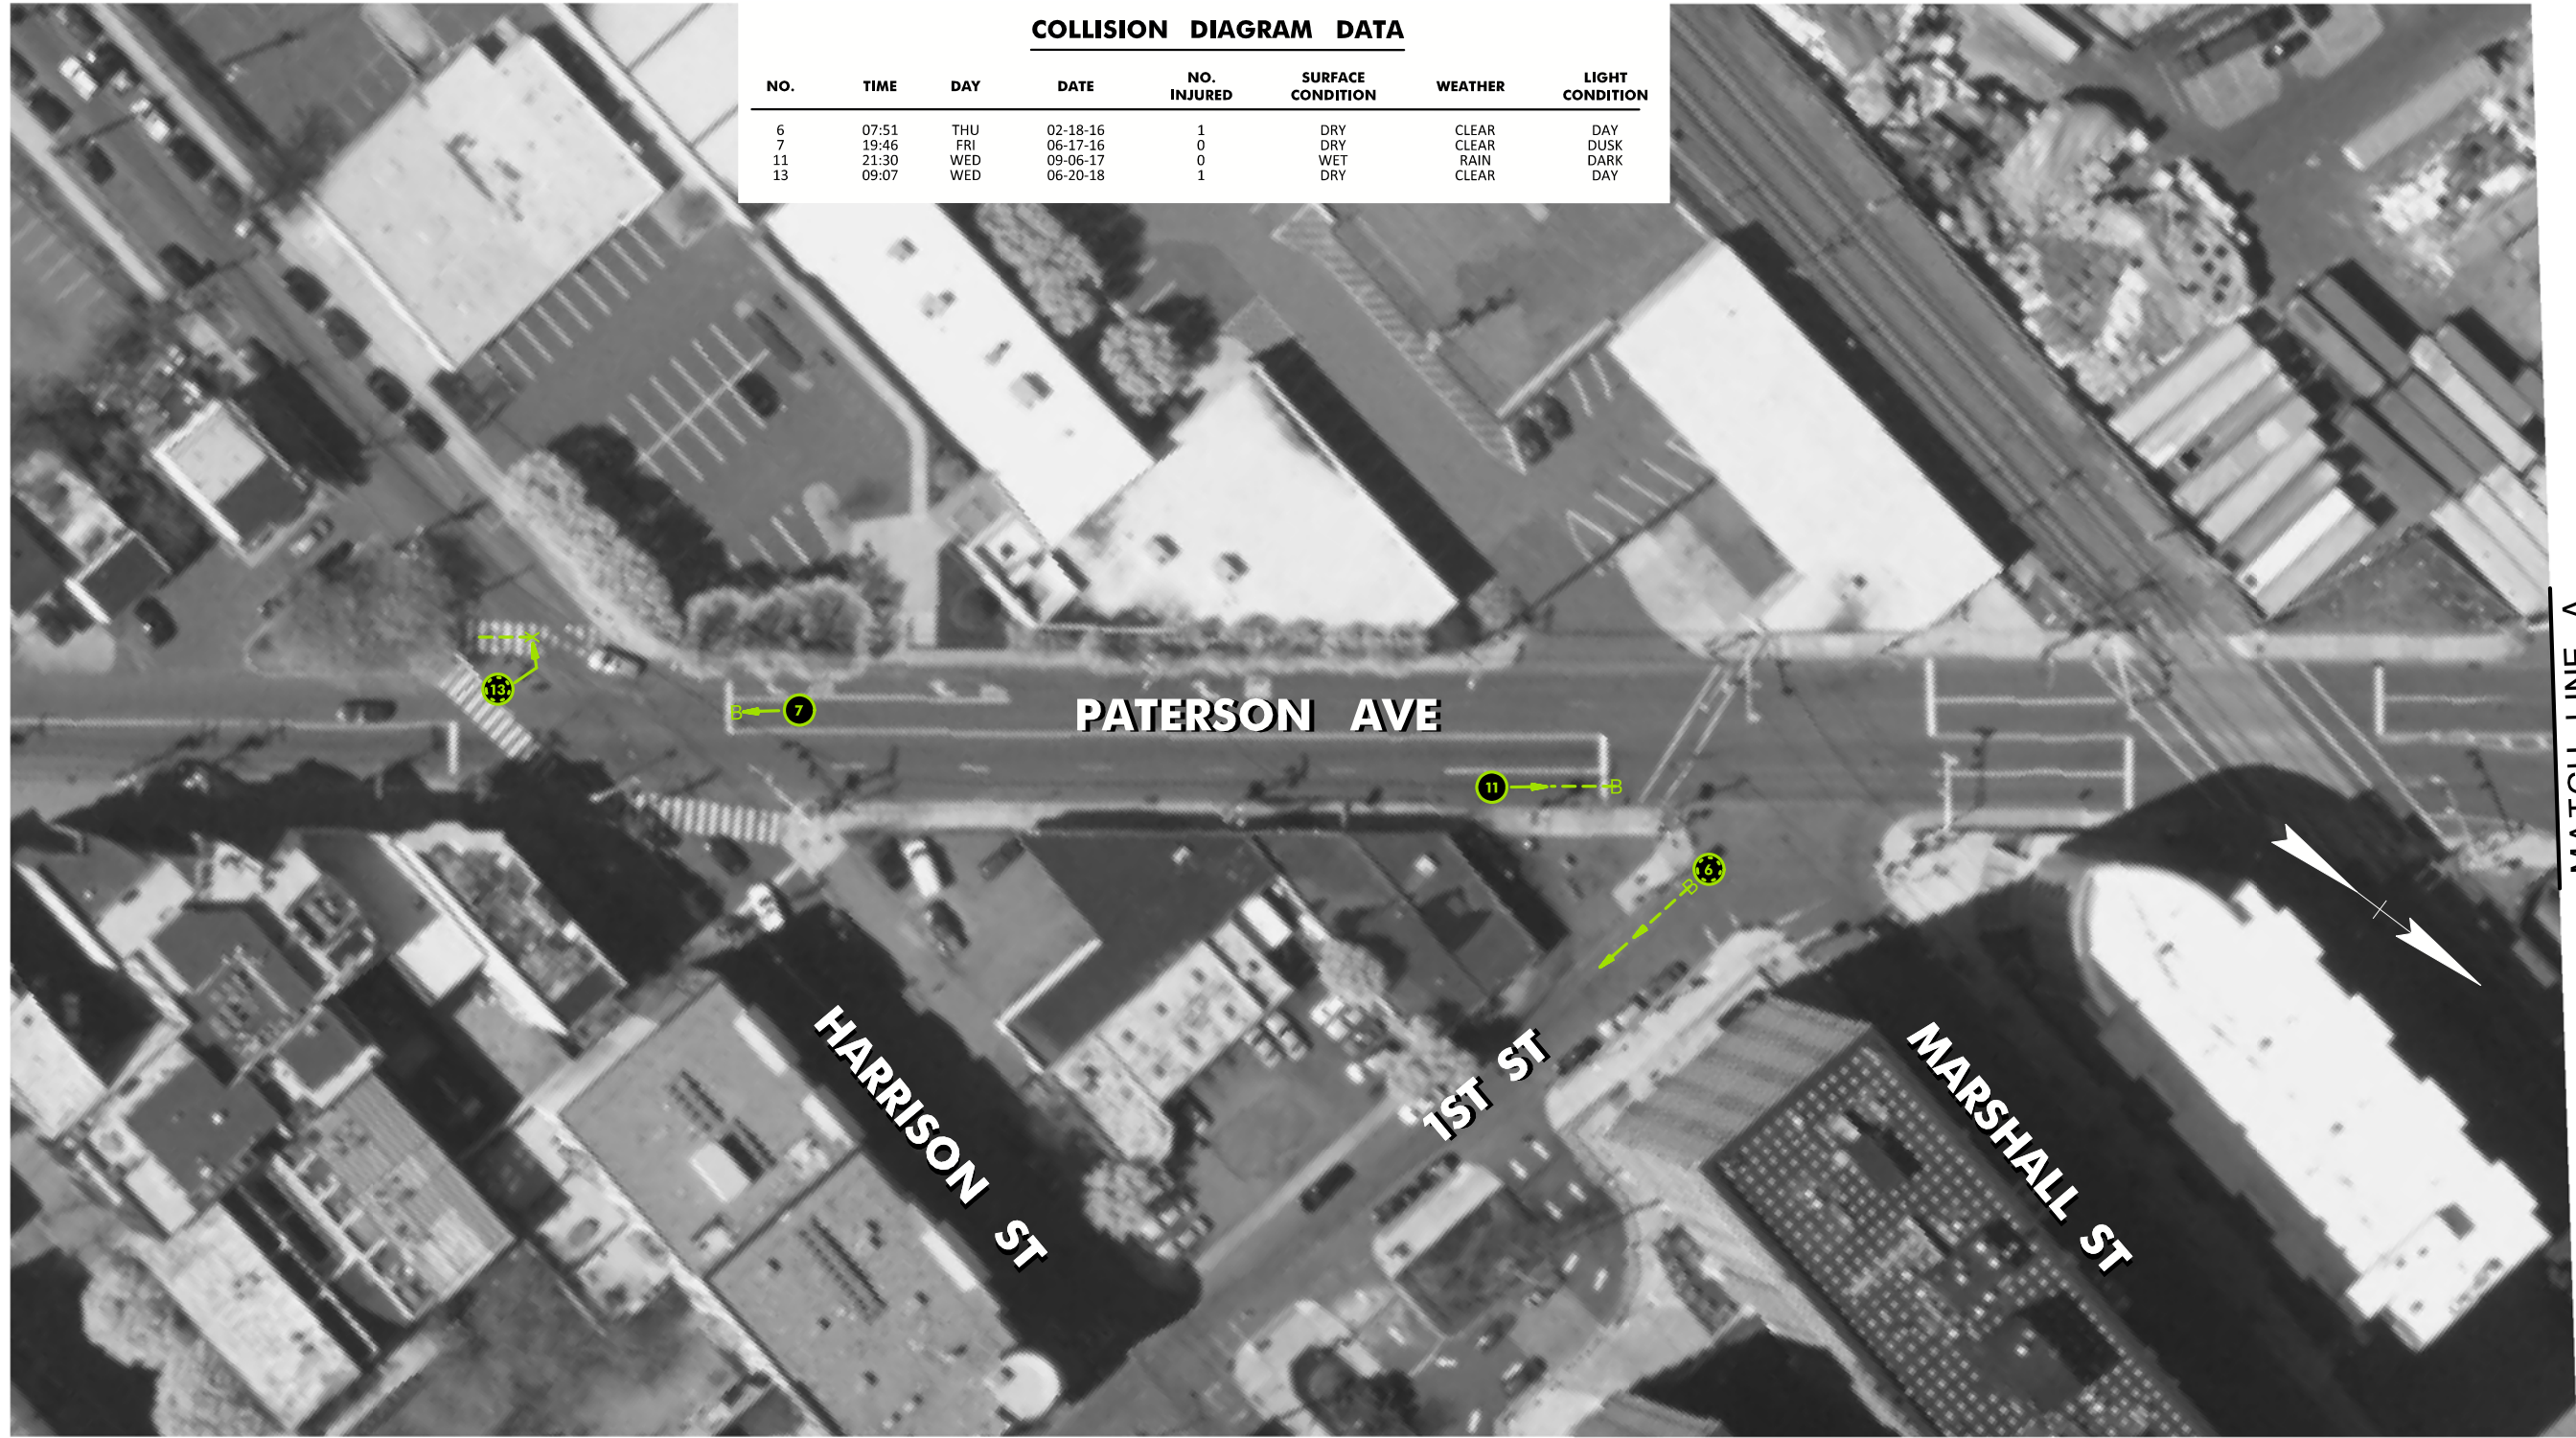 COLLISION DIAGRAM DATA
NO. TIME DAY DATE NO. INJURED SURFACE CONDITION WEATHER LIGHT CONDITION
6 07:51 THU 02-18-16 1 DRY CLEAR DAY
7 19:46 FRI 06-17-16 0 DRY CLEAR DUSK
11 21:30 WED 09-06-17 0 WET RAIN DARK
13 09:07 WED 06-20-18 1 DRY CLEAR DAY
13
B 7
PATERSON AVE
11 B
6
B
HARRISON ST
1ST ST
MARSHALL ST